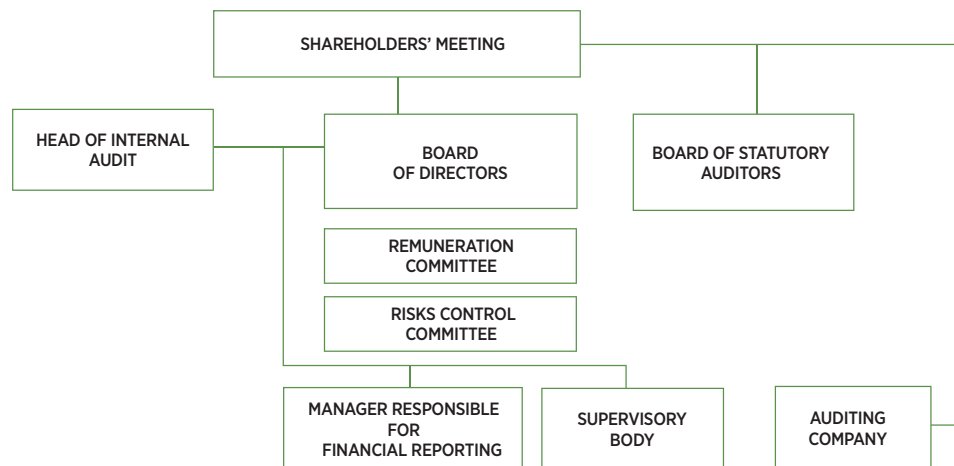 SHAREHOLDERS’ MEETING
HEAD OF INTERNAL
AUDIT
BOARD
OF DIRECTORS
BOARD OF STATUTORY
AUDITORS
REMUNERATION
COMMITTEE
RISKS CONTROL
COMMITTEE
MANAGER RESPONSIBLE
FOR
FINANCIAL REPORTING
SUPERVISORY
BODY
AUDITING
COMPANY